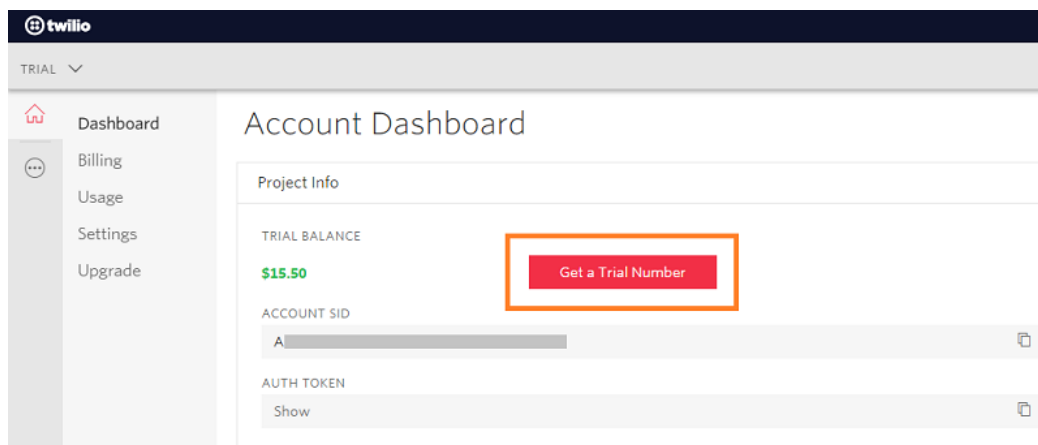 twilio
TRIAL
Dashboard
Billing
Usage
Settings
Upgrade
Account Dashboard
Project Info
TRIAL BALANCE
$15.50
Get a Trial Number
ACCOUNT SID
A
AUTH TOKEN
Show